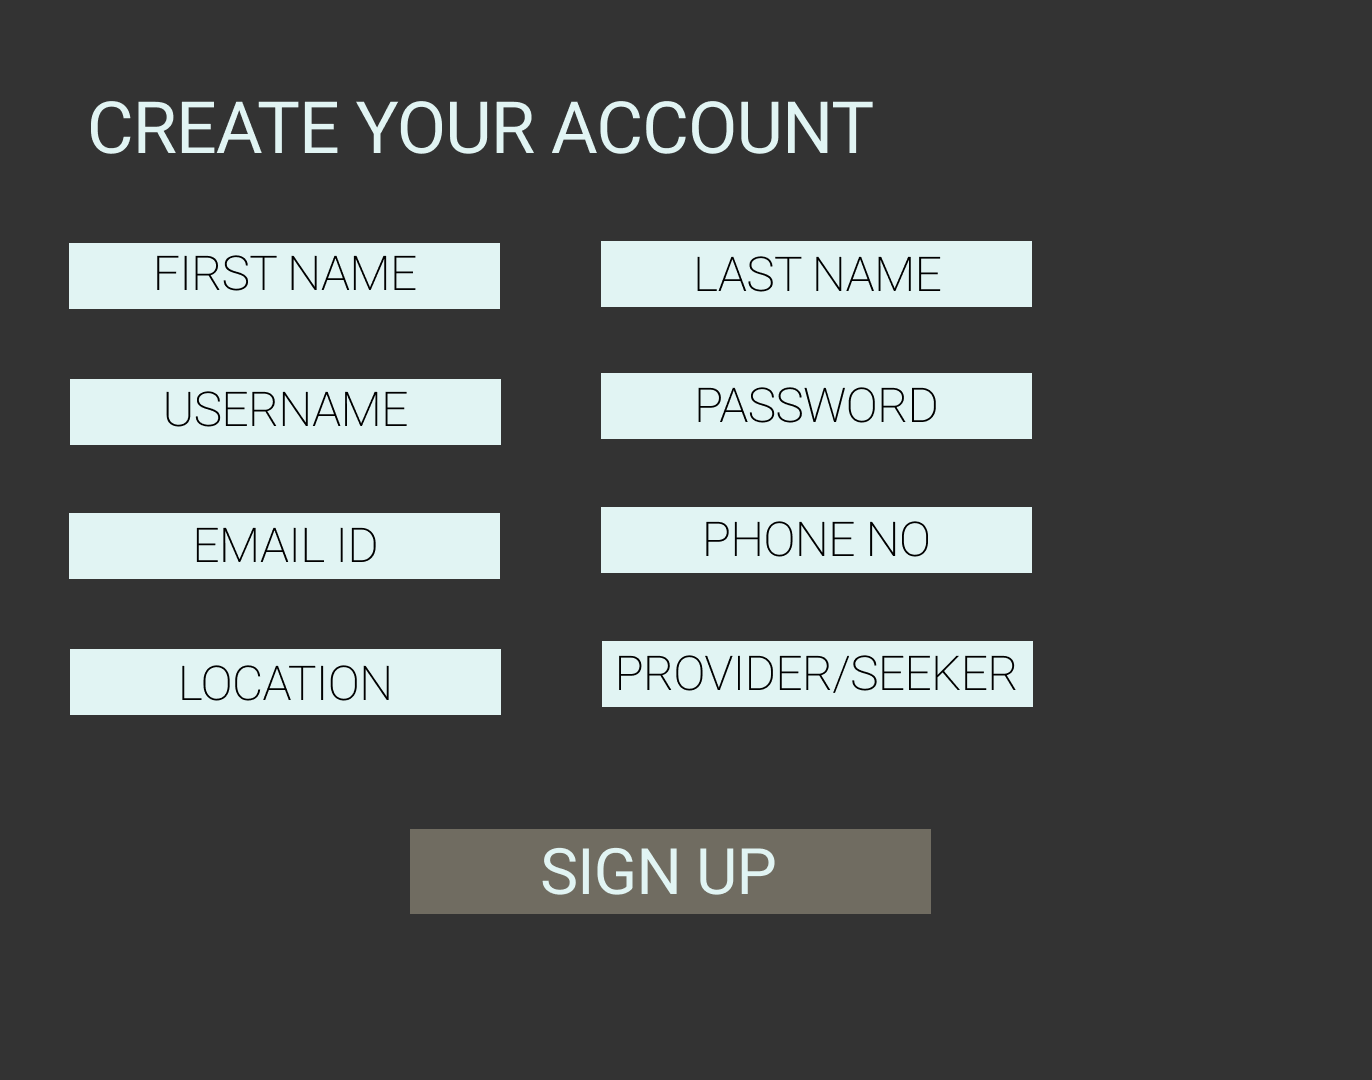 CREATE YOUR ACCOUNT
FIRST NAME
LAST NAME
USERNAME
PASSWORD
EMAIL ID
PHONE NO
LOCATION
PROVIDER/SEEKER
SIGN UP